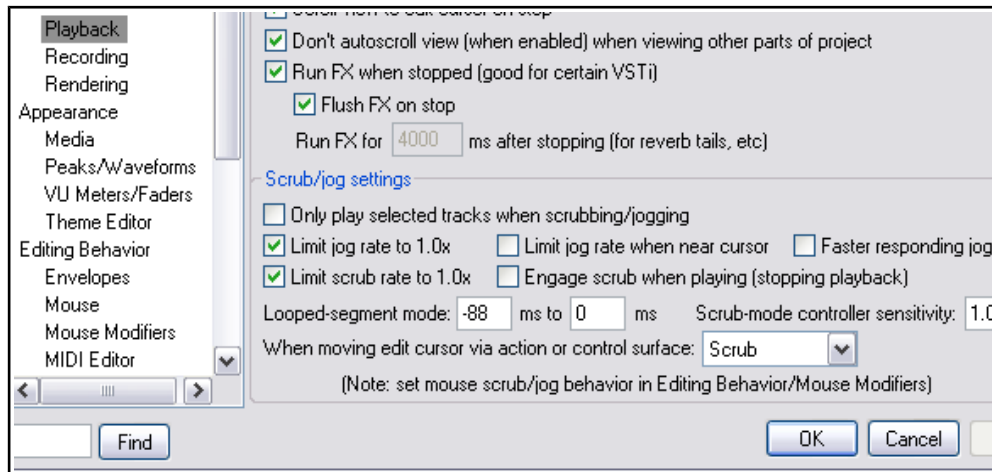 Playback
Recording
Rendering
Appearance
Media
Peaks/Waveforms
VU Meters/Faders
Theme Editor
Editing Behavior
Envelopes
Mouse
Mouse Modifiers
MIDI Editor
Find
Don't autoscroll view (when enabled) when viewing other parts of project
Run FX when stopped (good for certain VSTi)
Flush FX on stop
Run FX for 4000 ms after stopping (for reverb tails, etc)
Scrub/jog settings
Only play selected tracks when scrubbing/jogging
Limit jog rate to 1.0x Limit jog rate when near cursor Faster responding jog
Limit scrub rate to 1.0x Engage scrub when playing (stopping playback)
Looped-segment mode: -88 ms to 0 ms Scrub-mode controller sensitivity: 1.0
When moving edit cursor via action or control surface: Scrub
(Note: set mouse scrub/jog behavior in Editing Behavior/Mouse Modifiers)
OK Cancel